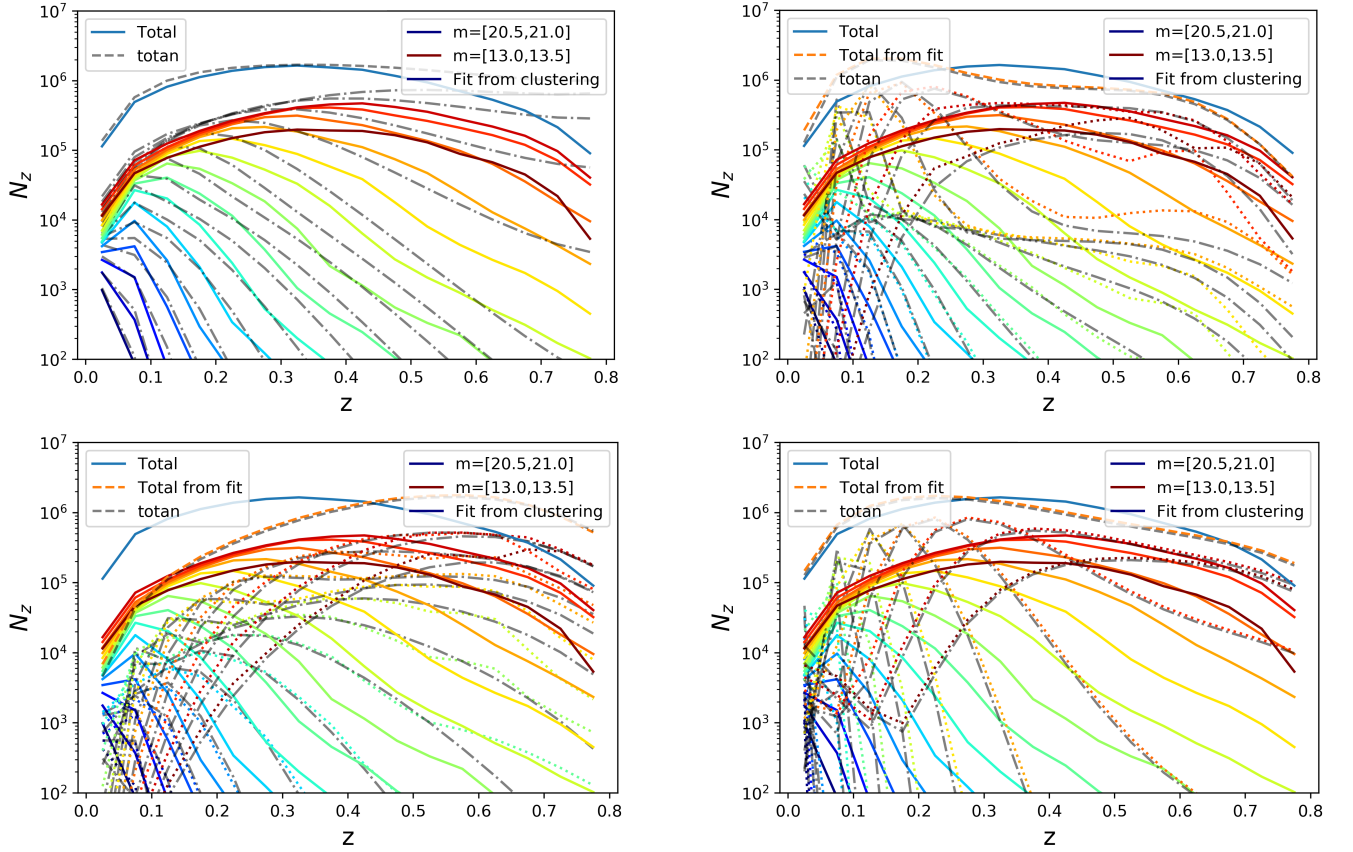 10^7
10^6
10^5
10^4
10^3
10^2
N_z
Total
totan
m=[20.5,21.0]
m=[13.0,13.5]
Fit from clustering
0.0 0.1 0.2 0.3 0.4 0.5 0.6 0.7 0.8
z
10^7
10^6
10^5
10^4
10^3
10^2
N_z
Total
Total from fit
totan
m=[20.5,21.0]
m=[13.0,13.5]
Fit from clustering
0.0 0.1 0.2 0.3 0.4 0.5 0.6 0.7 0.8
z
10^7
10^6
10^5
10^4
10^3
10^2
N_z
Total
Total from fit
totan
m=[20.5,21.0]
m=[13.0,13.5]
Fit from clustering
0.0 0.1 0.2 0.3 0.4 0.5 0.6 0.7 0.8
z
10^7
10^6
10^5
10^4
10^3
10^2
N_z
Total
Total from fit
totan
m=[20.5,21.0]
m=[13.0,13.5]
Fit from clustering
0.0 0.1 0.2 0.3 0.4 0.5 0.6 0.7 0.8
z